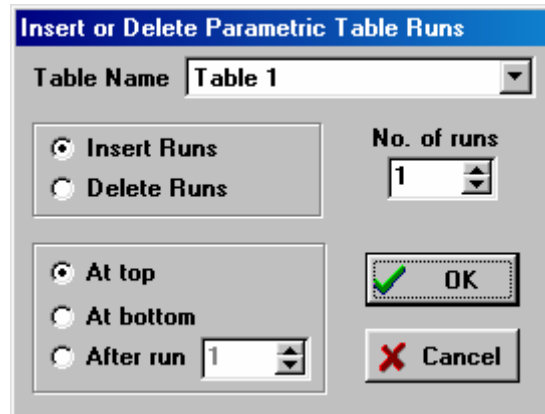 Insert or Delete Parametric Table Runs
Table Name Table 1
Insert Runs
Delete Runs
No. of runs
1
At top
At bottom
After run 1
OK
Cancel